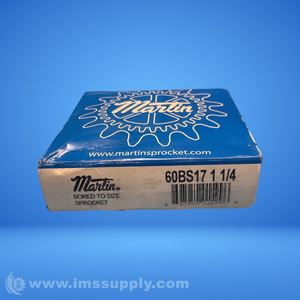 Martin
www.martinsprocket.com
Martin
BORED TO SIZE
SPROCKET
60BS17 1 1/4
www.imssupply.com